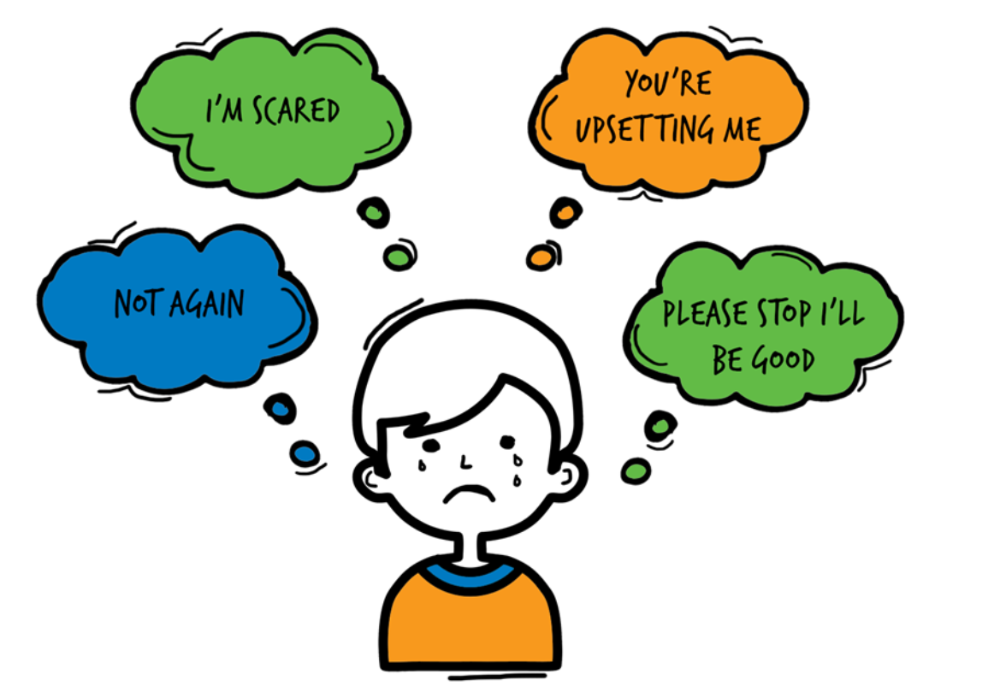 I'M SCARED
YOU'RE
UPSETTING ME
NOT AGAIN
PLEASE STOP I'LL
BE GOOD